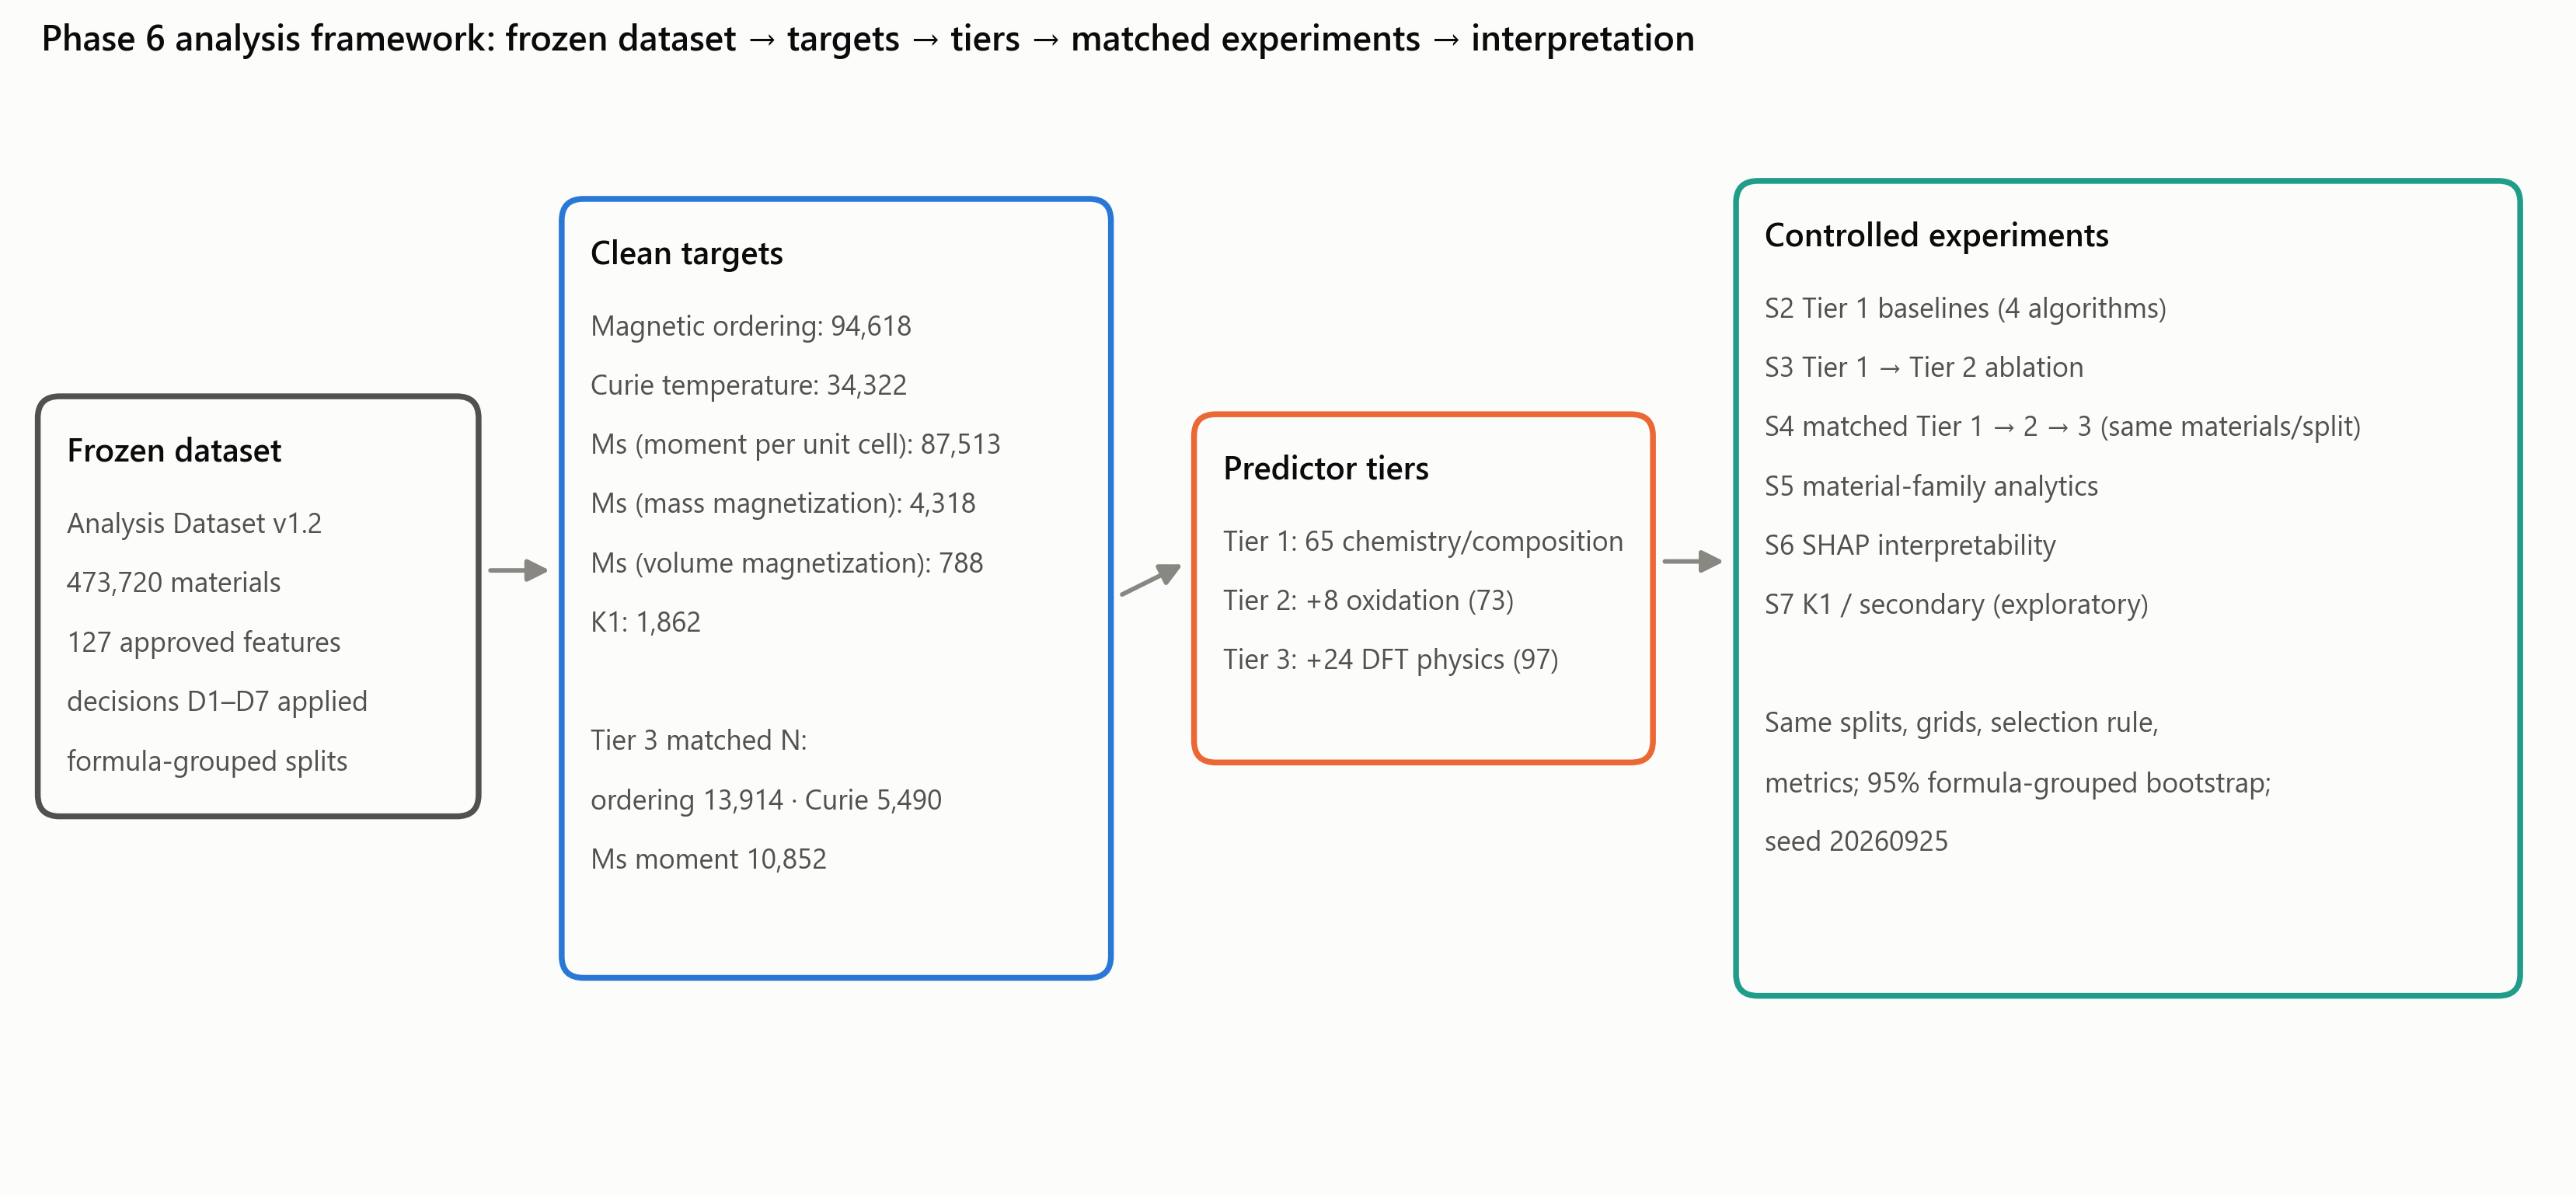 Phase 6 analysis framework: frozen dataset → targets → tiers → matched experiments → interpretation
Frozen dataset
Analysis Dataset v1.2
473,720 materials
127 approved features
decisions D1–D7 applied
formula-grouped splits
Clean targets
Magnetic ordering: 94,618
Curie temperature: 34,322
Ms (moment per unit cell): 87,513
Ms (mass magnetization): 4,318
Ms (volume magnetization): 788
K1: 1,862
Tier 3 matched N:
ordering 13,914 · Curie 5,490
Ms moment 10,852
Predictor tiers
Tier 1: 65 chemistry/composition
Tier 2: +8 oxidation (73)
Tier 3: +24 DFT physics (97)
Controlled experiments
S2 Tier 1 baselines (4 algorithms)
S3 Tier 1 → Tier 2 ablation
S4 matched Tier 1 → 2 → 3 (same materials/split)
S5 material-family analytics
S6 SHAP interpretability
S7 K1 / secondary (exploratory)
Same splits, grids, selection rule,
metrics; 95% formula-grouped bootstrap;
seed 20260925